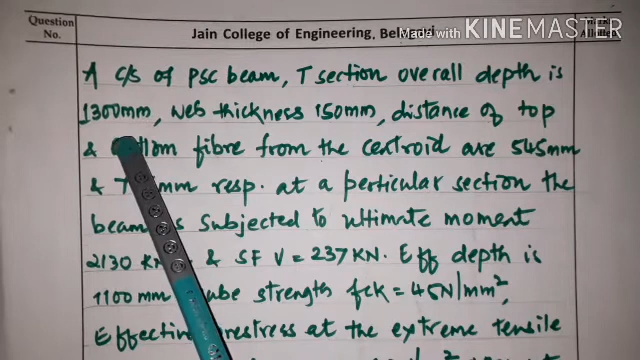 Question No.
Jain College of Engineering, Belagavi
Made with KINEMASTER
A c/s of PSC beam, T section overall depth is
1300mm, web thickness 150mm, distance of top
& fibre from the centroid are 545mm
& mm resp. at a perticular section the
beam is subjected to ultimate moment
2130 & SF V = 237 KN. Eff depth is
1100 mm cube strength fck = 45N/mm²,
Effective prestress at the extreme tensile